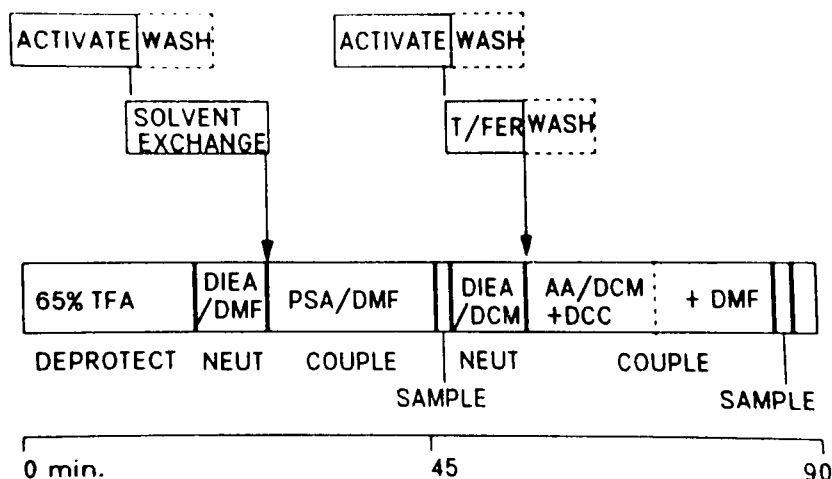 ACTIVATE WASH ACTIVATE WASH
SOLVENT
EXCHANGE
T/FER WASH
65% TFA
DIEA
/DMF
PSA/DMF
DIEA
/DCM
AA/DCM
+DCC
+ DMF
DEPROTECT NEUT COUPLE NEUT COUPLE
SAMPLE SAMPLE
0 min. 45 90